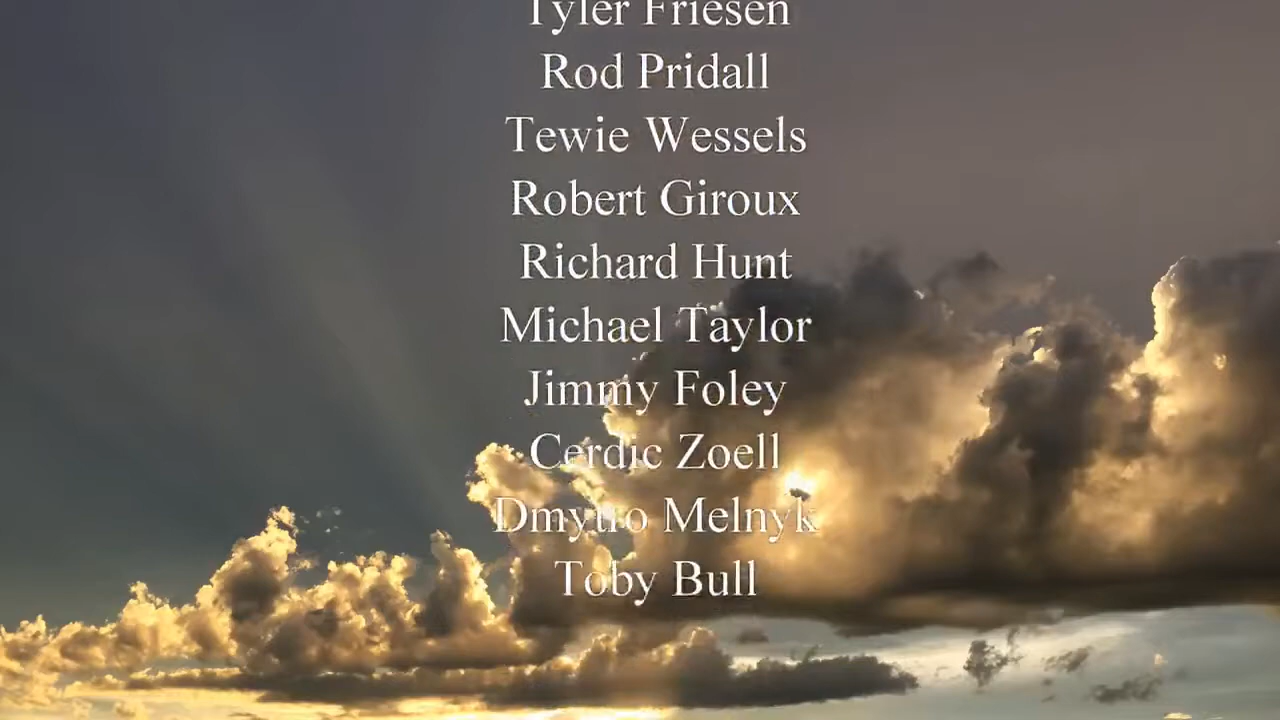 Tyler Friesen
Rod Pridall
Tewie Wessels
Robert Giroux
Richard Hunt
Michael Taylor
Jimmy Foley
Cerdic Zoell
Dmytro Melnyk
Toby Bull